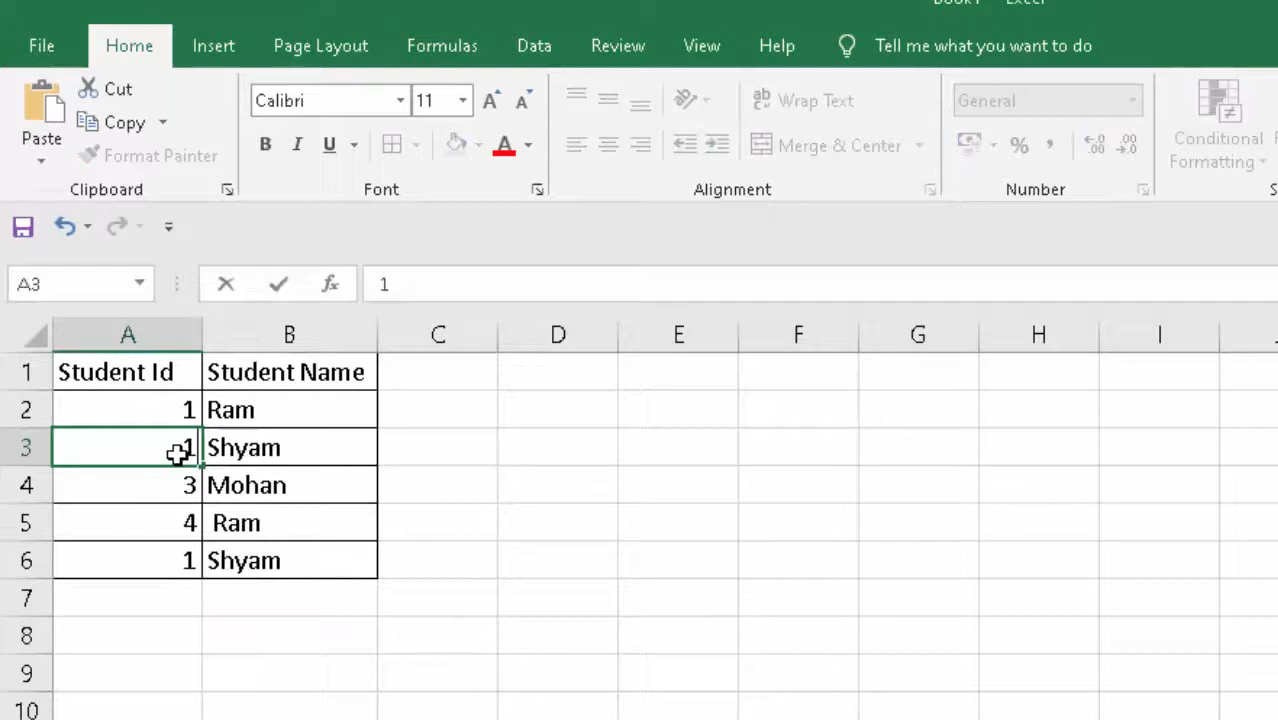 File Home Insert Page Layout Formulas Data Review View Help Tell me what you want to do
Cut
Copy
Format Painter
Paste
Clipboard
Calibri 11 A A
B I U A
Font
ab Wrap Text
Merge & Center
Alignment
General
% , .00 .00
Number
Conditional
Formatting
A3 fx 1
A B C D E F G H I
1 Student Id Student Name
2 1 Ram
3 1 Shyam
4 3 Mohan
5 4 Ram
6 1 Shyam
7
8
9
10